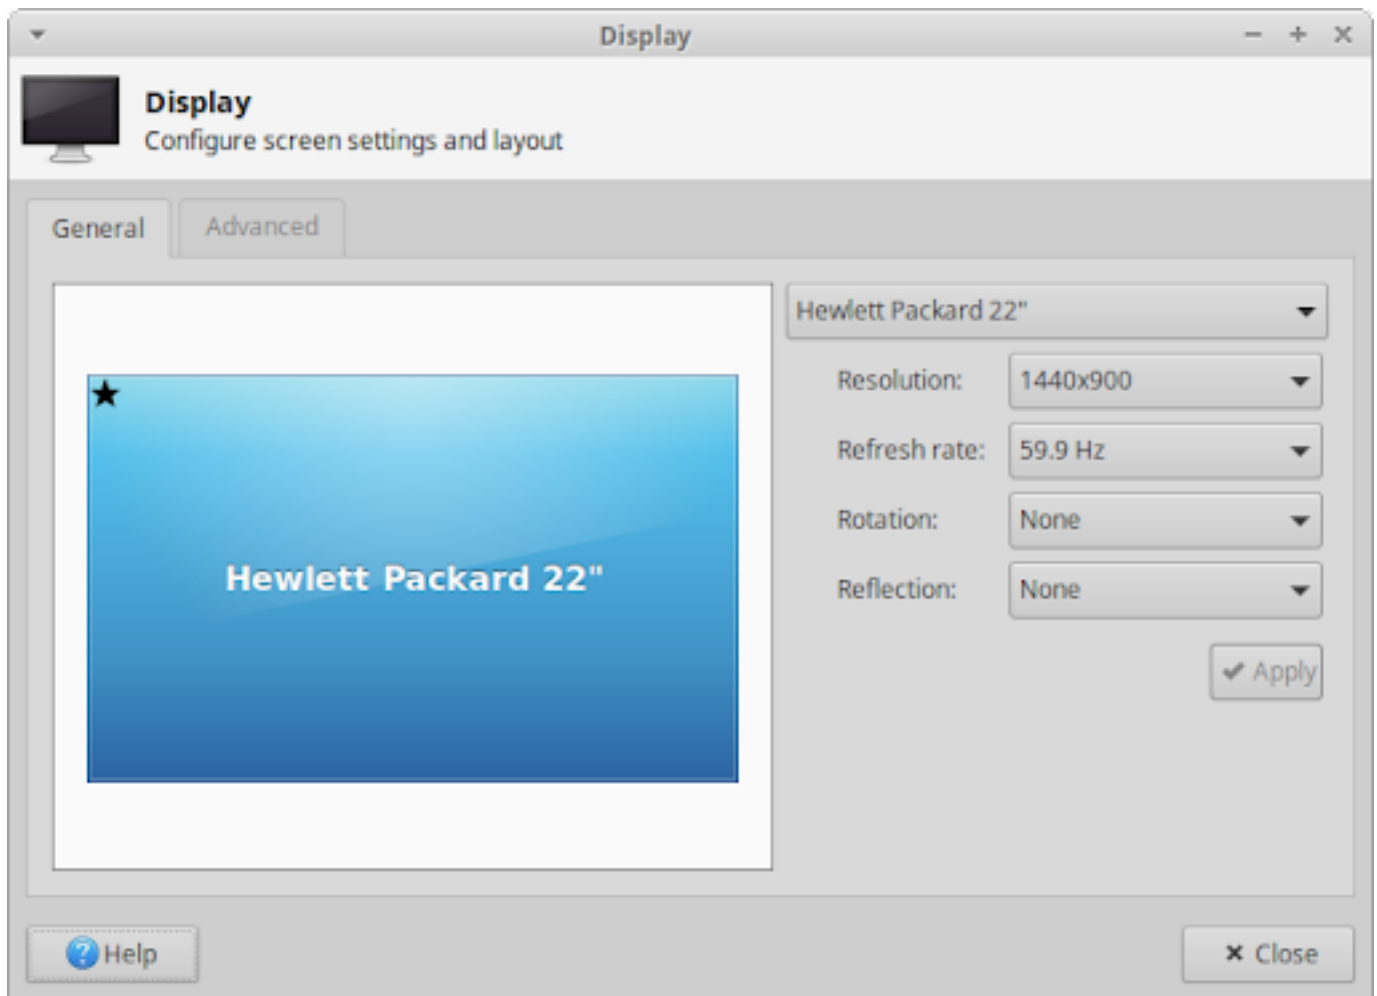 Display
Display
Configure screen settings and layout
General
Advanced
Hewlett Packard 22"
Hewlett Packard 22"
Resolution: 1440x900
Refresh rate: 59.9 Hz
Rotation: None
Reflection: None
Apply
Help
Close